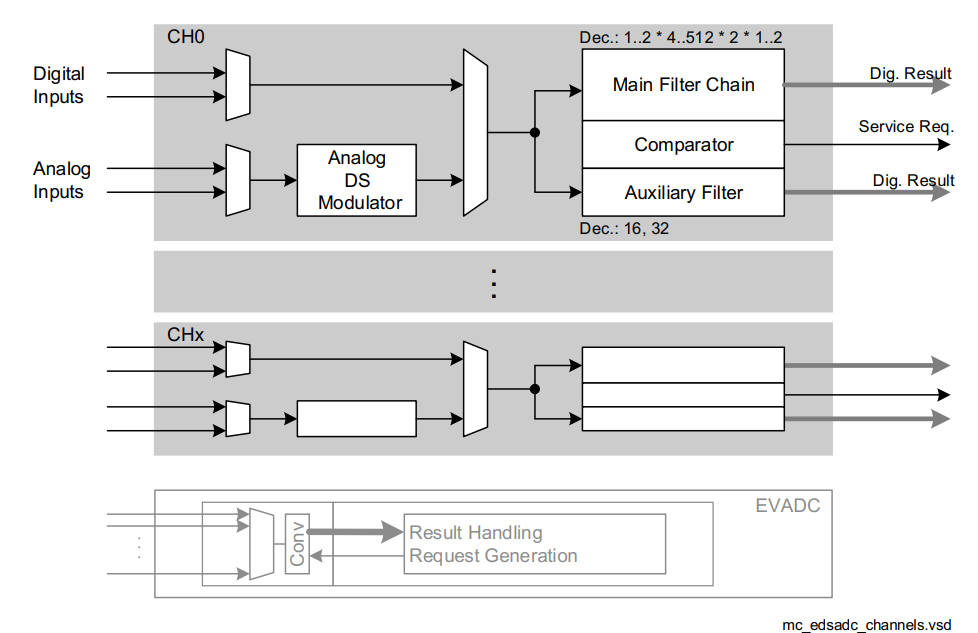 CH0
Dec.: 1..2 * 4..512 * 2 * 1..2
Digital
Inputs
Main Filter Chain
Dig. Result
Comparator
Service Req.
Analog
Inputs
Analog
DS
Modulator
Auxiliary Filter
Dig. Result
Dec.: 16, 32
CHx
EVADC
Conv
Result Handling
Request Generation
mc_edsadc_channels.vsd